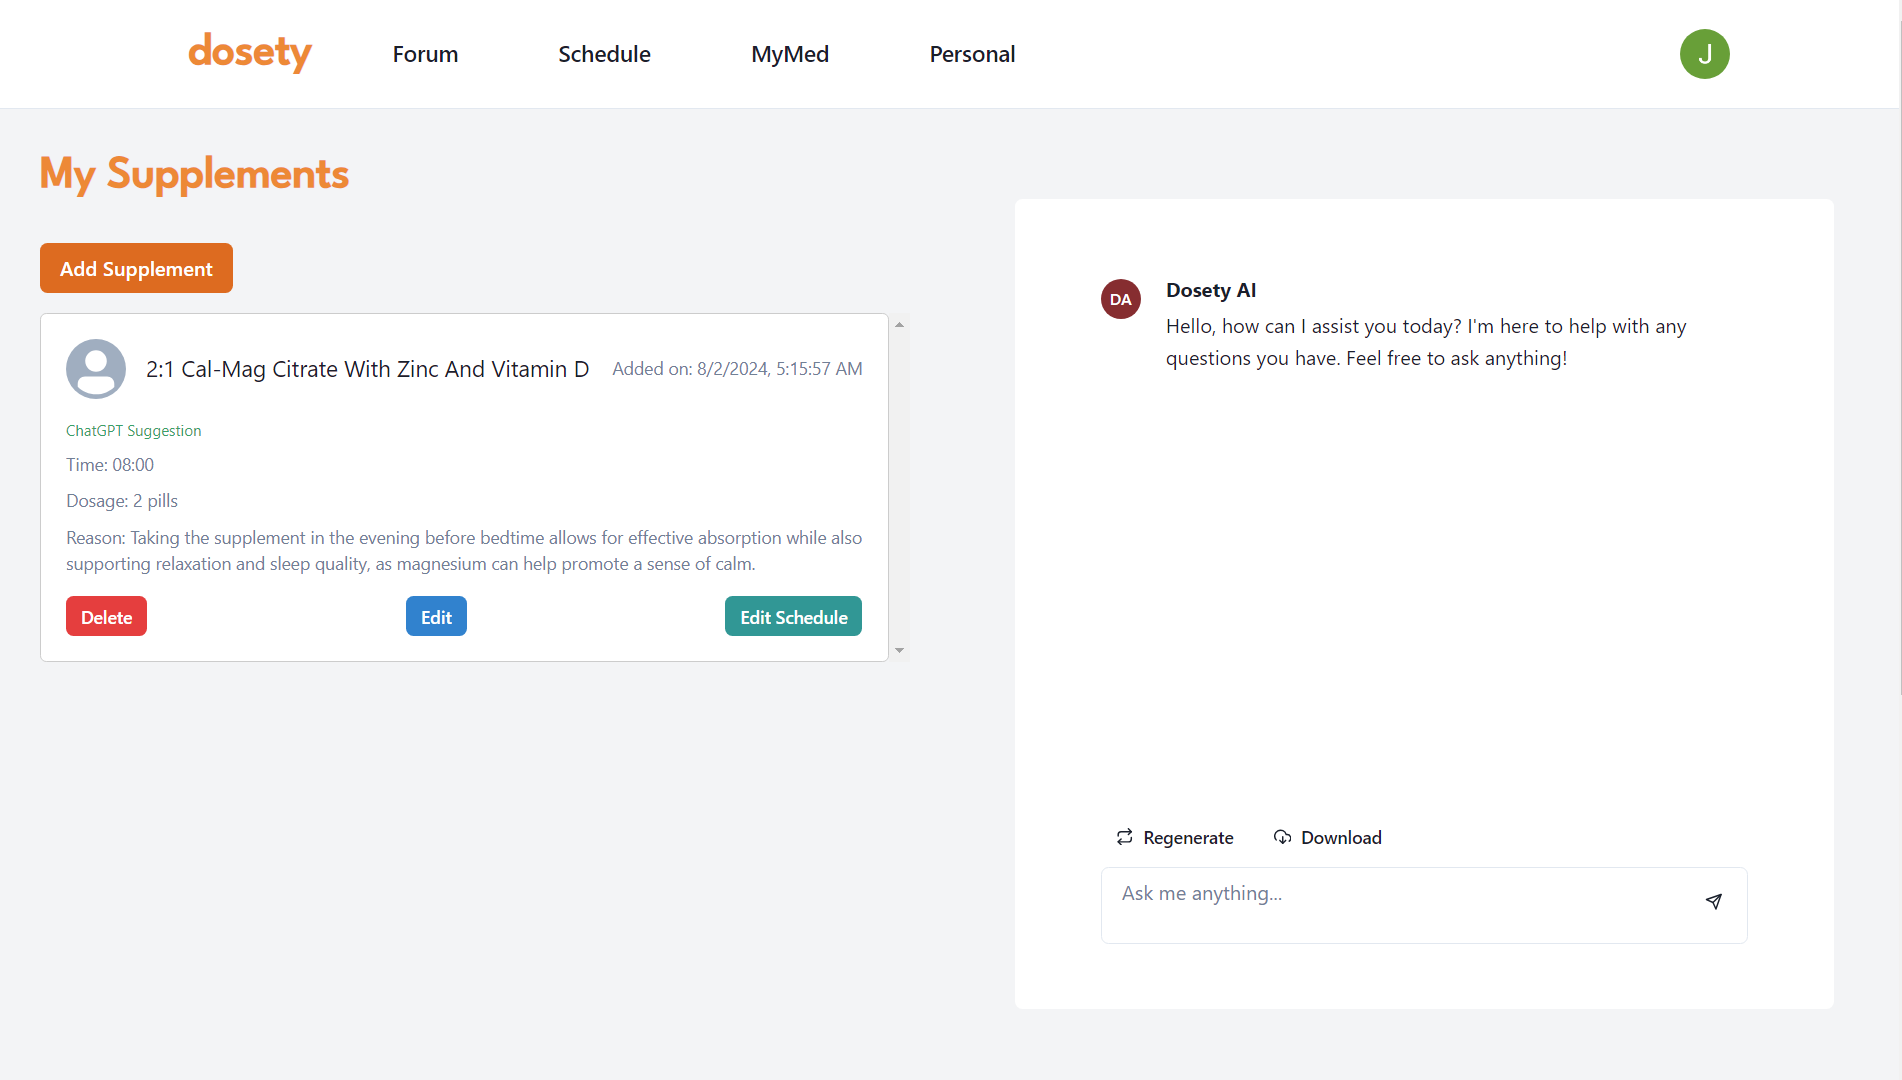 dosety
Forum
Schedule
MyMed
Personal
J
My Supplements
Add Supplement
2:1 Cal-Mag Citrate With Zinc And Vitamin D
Added on: 8/2/2024, 5:15:57 AM
ChatGPT Suggestion
Time: 08:00
Dosage: 2 pills
Reason: Taking the supplement in the evening before bedtime allows for effective absorption while also
supporting relaxation and sleep quality, as magnesium can help promote a sense of calm.
Delete
Edit
Edit Schedule
DA
Dosety AI
Hello, how can I assist you today? I'm here to help with any
questions you have. Feel free to ask anything!
Regenerate
Download
Ask me anything...